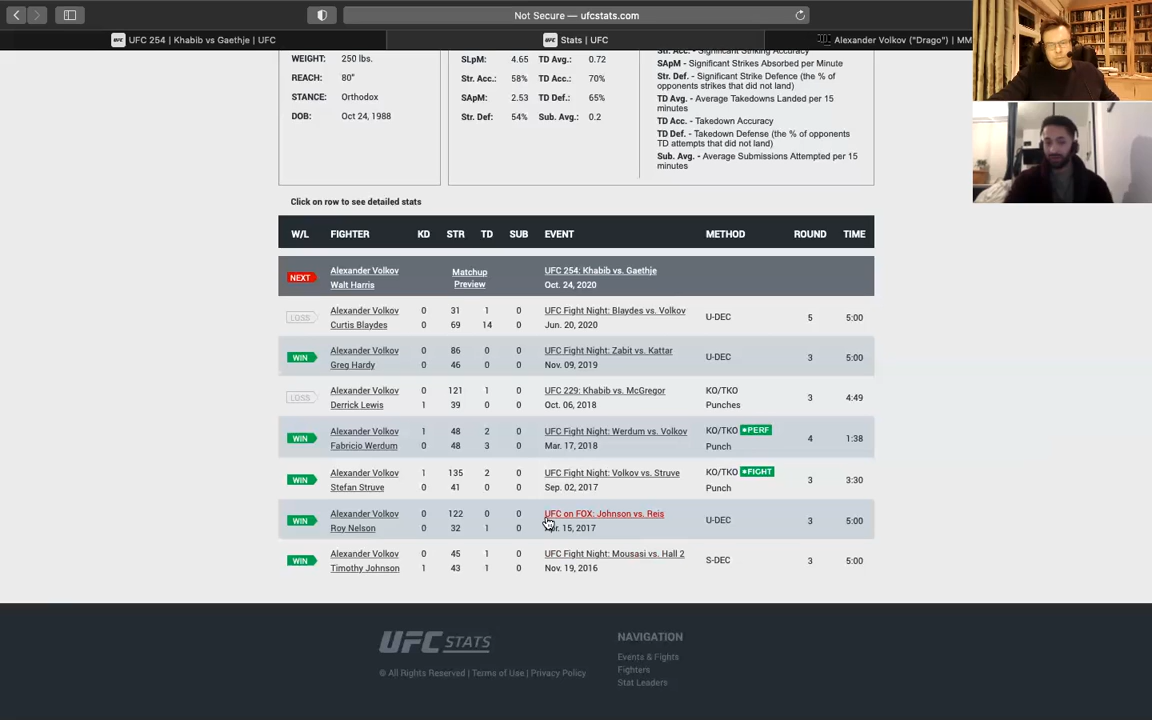 Not Secure — ufcstats.com
UFC 254 | Khabib vs Gaethje | UFC
Stats | UFC
Alexander Volkov ("Drago") | MM
WEIGHT: 250 lbs.
REACH: 80"
STANCE: Orthodox
DOB: Oct 24, 1988
SLpM: 4.65 TD Avg.: 0.72
Str. Acc.: 58% TD Acc.: 70%
SApM: 2.53 TD Def.: 65%
Str. Def: 54% Sub. Avg.: 0.2
Str. Acc. - Significant Striking Accuracy
SApM - Significant Strikes Absorbed per Minute
Str. Def. - Significant Strike Defence (the % of
opponents strikes that did not land)
TD Avg. - Average Takedowns Landed per 15
minutes
TD Acc. - Takedown Accuracy
TD Def. - Takedown Defense (the % of opponents
TD attempts that did not land)
Sub. Avg. - Average Submissions Attempted per 15
minutes
Click on row to see detailed stats
W/L FIGHTER KD STR TD SUB EVENT METHOD ROUND TIME
NEXT Alexander Volkov Matchup UFC 254: Khabib vs. Gaethje
Walt Harris Preview Oct. 24, 2020
LOSS Alexander Volkov 0 31 1 0 UFC Fight Night: Blaydes vs. Volkov U-DEC 5 5:00
Curtis Blaydes 0 69 14 0 Jun. 20, 2020
WIN Alexander Volkov 0 86 0 0 UFC Fight Night: Zabit vs. Kattar U-DEC 3 5:00
Greg Hardy 0 46 0 0 Nov. 09, 2019
LOSS Alexander Volkov 0 121 1 0 UFC 229: Khabib vs. McGregor KO/TKO 3 4:49
Derrick Lewis 1 39 0 0 Oct. 06, 2018 Punches
WIN Alexander Volkov 1 48 2 0 UFC Fight Night: Werdum vs. Volkov KO/TKO PERF 4 1:38
Fabricio Werdum 0 48 3 0 Mar. 17, 2018 Punch
WIN Alexander Volkov 1 135 2 0 UFC Fight Night: Volkov vs. Struve KO/TKO FIGHT 3 3:30
Stefan Struve 0 41 0 0 Sep. 02, 2017 Punch
WIN Alexander Volkov 0 122 0 0 UFC on FOX: Johnson vs. Reis U-DEC 3 5:00
Roy Nelson 0 32 1 0 15, 2017
WIN Alexander Volkov 0 45 1 0 UFC Fight Night: Mousasi vs. Hall 2 S-DEC 3 5:00
Timothy Johnson 1 43 1 0 Nov. 19, 2016
UFC STATS
© All Rights Reserved | Terms of Use | Privacy Policy
NAVIGATION
Events & Fights
Fighters
Stat Leaders